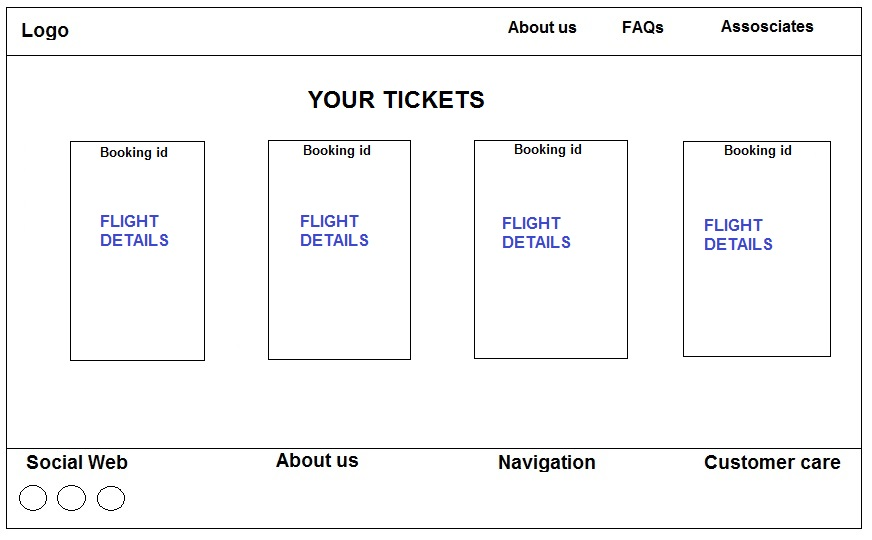 Logo
About us
FAQs
Assosciates
YOUR TICKETS
Booking id
FLIGHT
DETAILS
Booking id
FLIGHT
DETAILS
Booking id
FLIGHT
DETAILS
Booking id
FLIGHT
DETAILS
Social Web
About us
Navigation
Customer care